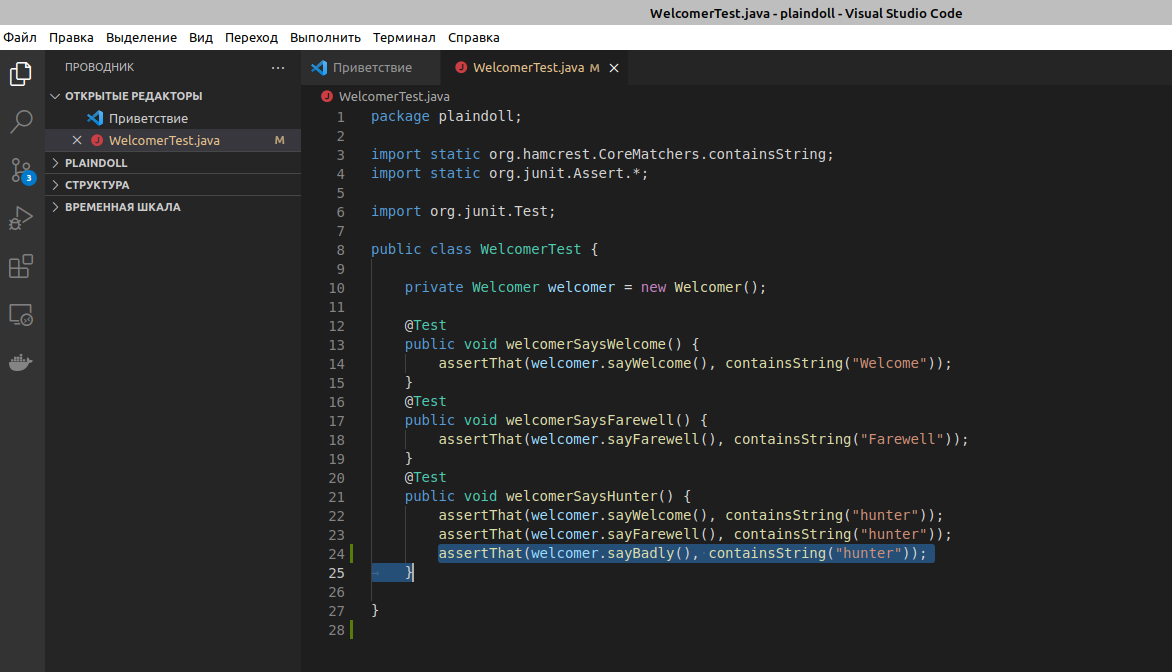 WelcomerTest.java - plaindoll - Visual Studio Code
Файл Правка Выделение Вид Переход Выполнить Терминал Справка
ПРОВОДНИК ···
ОТКРЫТЫЕ РЕДАКТОРЫ
Приветствие
WelcomerTest.java M
PLAINDOLL
СТРУКТУРА
ВРЕМЕННАЯ ШКАЛА
3
Приветствие WelcomerTest.java M
WelcomerTest.java
1 package plaindoll;
2
3 import static org.hamcrest.CoreMatchers.containsString;
4 import static org.junit.Assert.*;
5
6 import org.junit.Test;
7
8 public class WelcomerTest {
9
10 private Welcomer welcomer = new Welcomer();
11
12 @Test
13 public void welcomerSaysWelcome() {
14 assertThat(welcomer.sayWelcome(), containsString("Welcome"));
15 }
16 @Test
17 public void welcomerSaysFarewell() {
18 assertThat(welcomer.sayFarewell(), containsString("Farewell"));
19 }
20 @Test
21 public void welcomerSaysHunter() {
22 assertThat(welcomer.sayWelcome(), containsString("hunter"));
23 assertThat(welcomer.sayFarewell(), containsString("hunter"));
24 assertThat(welcomer.sayBadly(), containsString("hunter"));
25 }
26
27 }
28